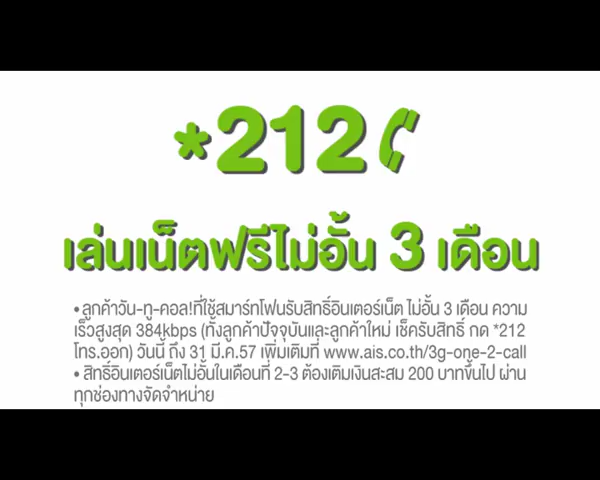 *212
เล่นเน็ตฟรีไม่อั้น 3 เดือน
• ลูกค้าวัน-ทู-คอล!ที่ใช้สมาร์ทโฟนรับสิทธิ์อินเตอร์เน็ต ไม่อั้น 3 เดือน ความ
เร็วสูงสุด 384kbps (ทั้งลูกค้าปัจจุบันและลูกค้าใหม่ เช็ครับสิทธิ์ กด *212
โทร.ออก) วันนี้ ถึง 31 มี.ค.57 เพิ่มเติมที่ www.ais.co.th/3g-one-2-call
• สิทธิ์อินเตอร์เน็ตไม่อั้นในเดือนที่ 2-3 ต้องเติมเงินสะสม 200 บาทขึ้นไป ผ่าน
ทุกช่องทางจัดจำหน่าย